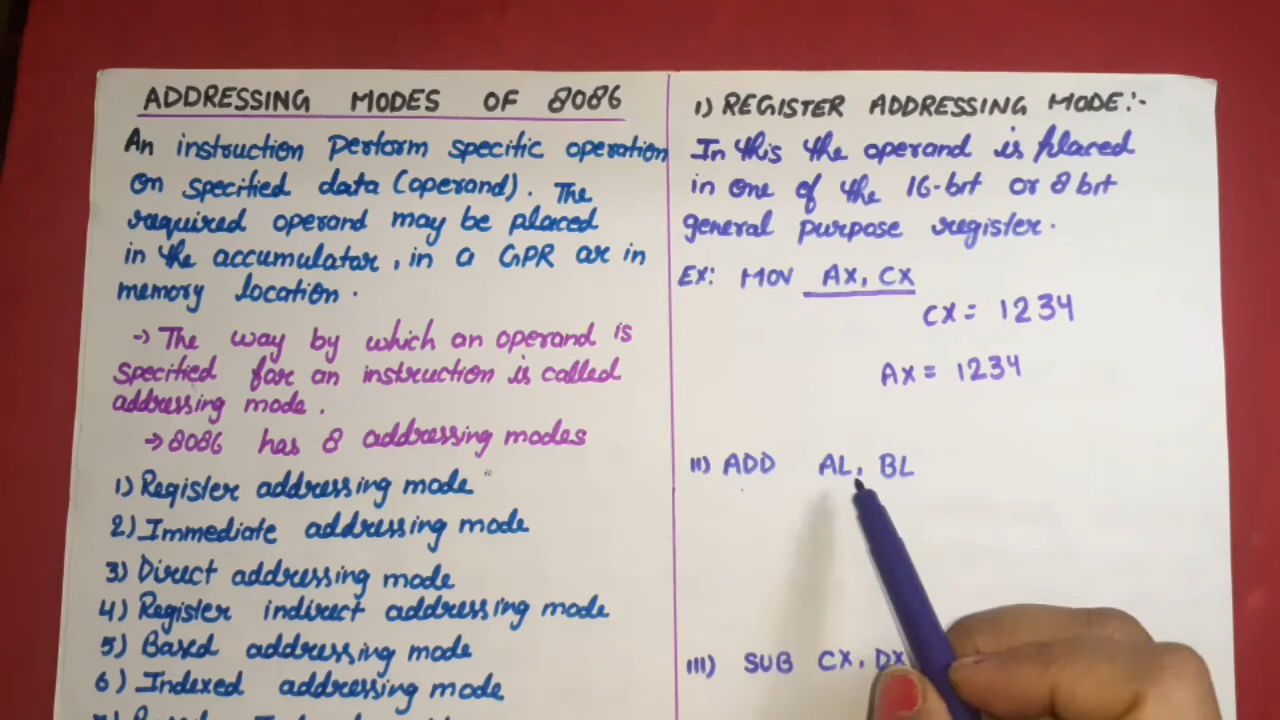 ADDRESSING MODES OF 8086
An instruction perform specific operation
on specified data (operand). The
required operand may be placed
in the accumulatar, in a GPR ar in
memory location.
→ The way by which an operand is
specified far an instruction is called
addressing mode.
→ 8086 has 8 addressing modes
1) Register addressing mode
2) Immediate addressing mode
3) Direct addressing mode
4) Register indirect addressing mode
5) Based addressing mode
6) Indexed addressing mode
1) REGISTER ADDRESSING MODE:-
In this the operand is placed
in one of the 16-bit or 8 bit
general purpose register.
EX: MOV AX, CX
CX = 1234
AX = 1234
II) ADD AL, BL
III) SUB CX, DX